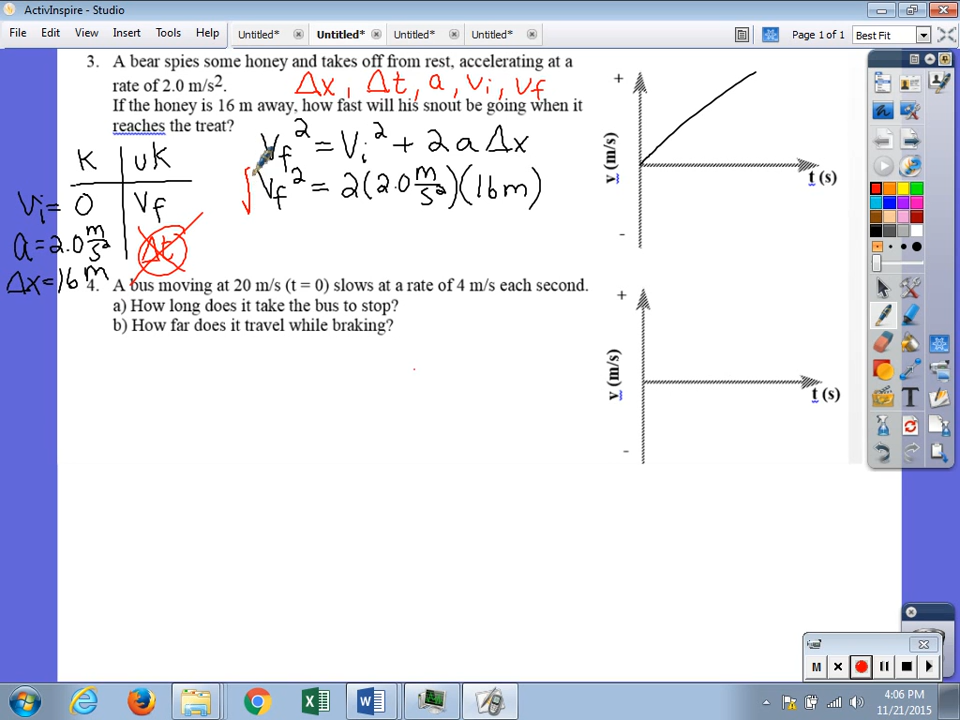 ActivInspire - Studio
File Edit View Insert Tools Help
Untitled* Untitled* Untitled* Untitled*
Page 1 of 1 Best Fit
3. A bear spies some honey and takes off from rest, accelerating at a
rate of 2.0 m/s2.
Δx, Δt, a, vi, vf
If the honey is 16 m away, how fast will his snout be going when it
reaches the treat?
Vf² = Vi² + 2aΔx
√Vf² = 2(2.0 m/s²)(16m)
K UK
Vi = 0 Vf
a = 2.0 m/s² Δt
Δx = 16 m
+
v (m/s)
t (s)
-
4. A bus moving at 20 m/s (t = 0) slows at a rate of 4 m/s each second.
a) How long does it take the bus to stop?
b) How far does it travel while braking?
+
v (m/s)
t (s)
-
M
4:06 PM
11/21/2015